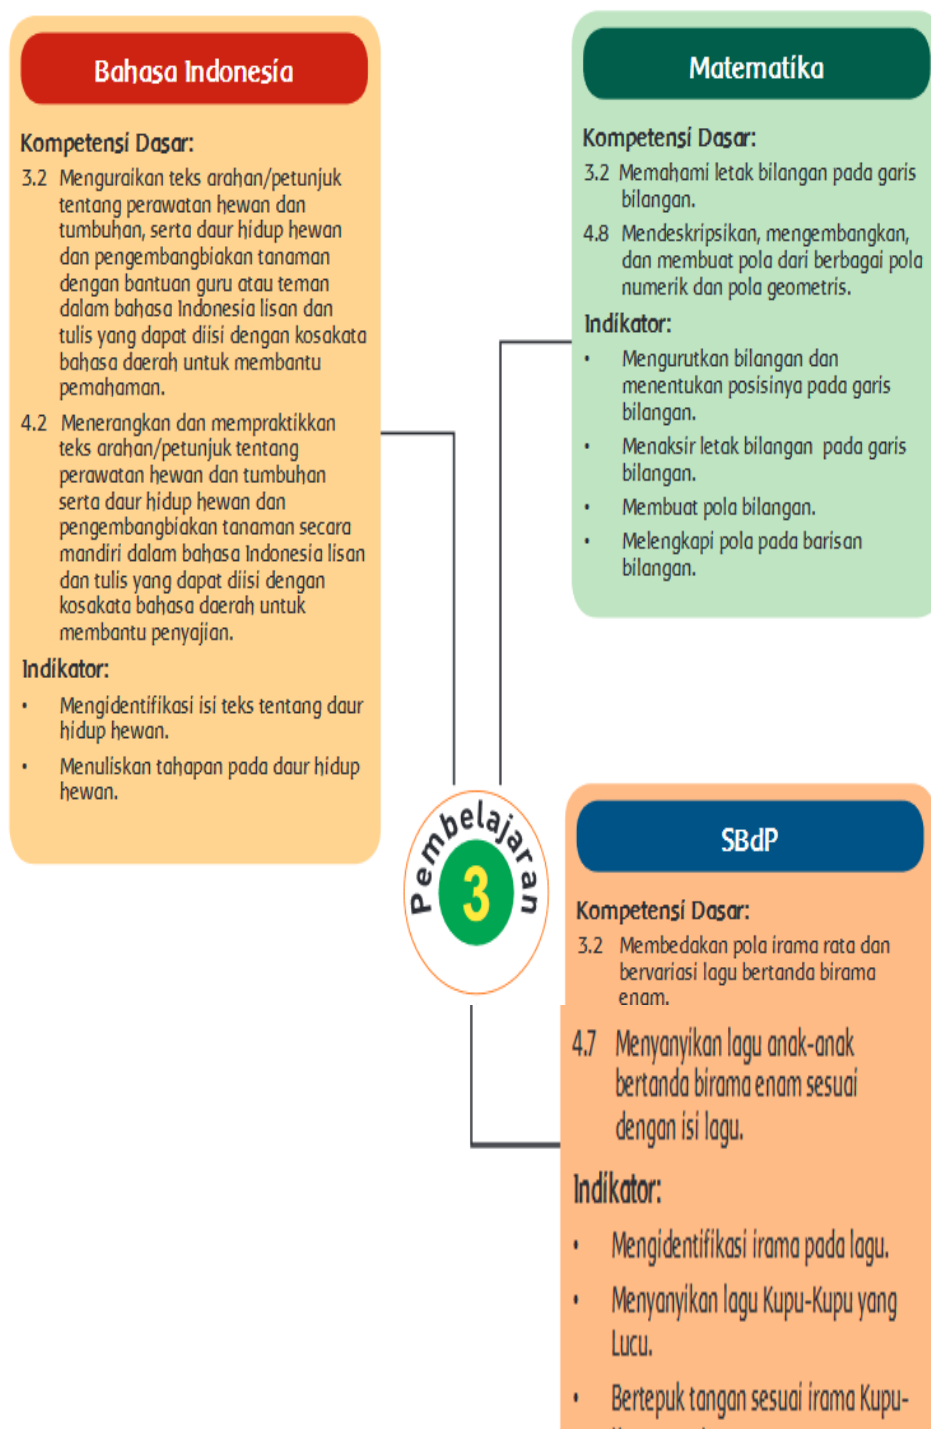 Bahasa Indonesia
Kompetensi Dasar:
3.2 Menguraikan teks arahan/petunjuk
tentang perawatan hewan dan
tumbuhan, serta daur hidup hewan
dan pengembangbiakan tanaman
dengan bantuan guru atau teman
dalam bahasa Indonesia lisan dan
tulis yang dapat diisi dengan kosakata
bahasa daerah untuk membantu
pemahaman.
4.2 Menerangkan dan mempraktikkan
teks arahan/petunjuk tentang
perawatan hewan dan tumbuhan
serta daur hidup hewan dan
pengembangbiakan tanaman secara
mandiri dalam bahasa Indonesia lisan
dan tulis yang dapat diisi dengan
kosakata bahasa daerah untuk
membantu penyajian.
Indikator:
• Mengidentifikasi isi teks tentang daur
hidup hewan.
• Menuliskan tahapan pada daur hidup
hewan.
Matematika
Kompetensi Dasar:
3.2 Memahami letak bilangan pada garis
bilangan.
4.8 Mendeskripsikan, mengembangkan,
dan membuat pola dari berbagai pola
numerik dan pola geometris.
Indikator:
• Mengurutkan bilangan dan
menentukan posisinya pada garis
bilangan.
• Menaksir letak bilangan pada garis
bilangan.
• Membuat pola bilangan.
• Melengkapi pola pada barisan
bilangan.
Pembelajaran
3
SBdP
Kompetensi Dasar:
3.2 Membedakan pola irama rata dan
bervariasi lagu bertanda birama
enam.
4.7 Menyanyikan lagu anak-anak
bertanda birama enam sesuai
dengan isi lagu.
Indikator:
• Mengidentifikasi irama pada lagu.
• Menyanyikan lagu Kupu-Kupu yang
Lucu.
• Bertepuk tangan sesuai irama Kupu-